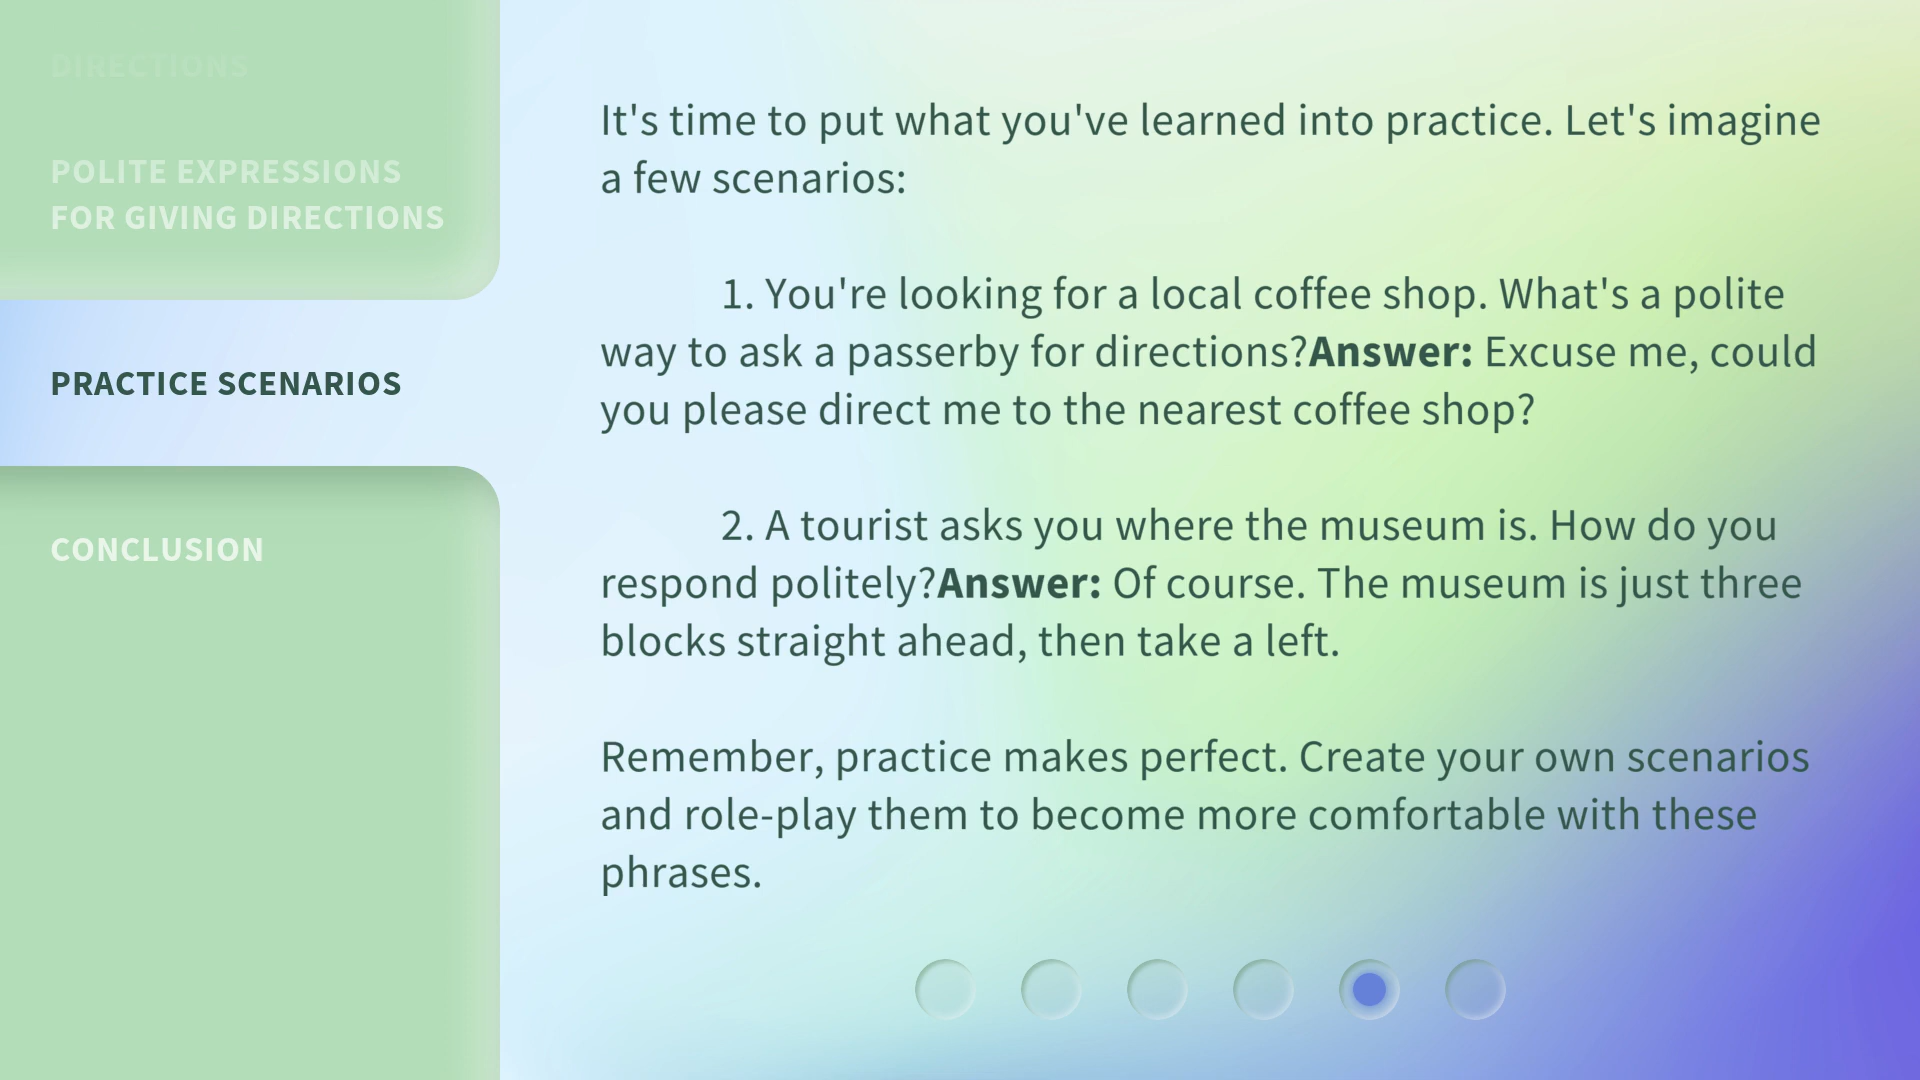 DIRECTIONS
POLITE EXPRESSIONS
FOR GIVING DIRECTIONS
PRACTICE SCENARIOS
CONCLUSION
It's time to put what you've learned into practice. Let's imagine
a few scenarios:
1. You're looking for a local coffee shop. What's a polite
way to ask a passerby for directions?Answer: Excuse me, could
you please direct me to the nearest coffee shop?
2. A tourist asks you where the museum is. How do you
respond politely?Answer: Of course. The museum is just three
blocks straight ahead, then take a left.
Remember, practice makes perfect. Create your own scenarios
and role-play them to become more comfortable with these
phrases.